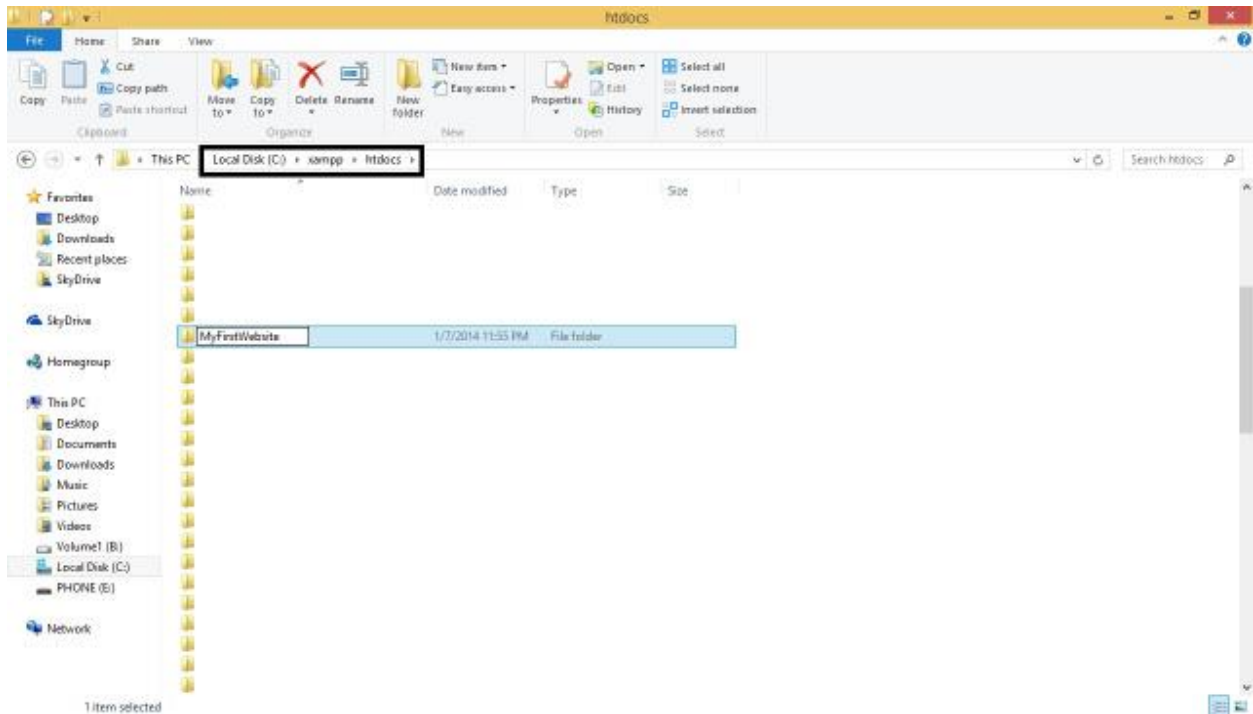 htdocs
File Home Share View
Copy
Paste
Cut
Copy path
Paste shortcut
Move to
Copy to
Delete
Rename
New folder
New item
Easy access
Properties
Open
Edit
History
Select all
Select none
Invert selection
Clipboard Organize New Open Select
This PC Local Disk (C:) xampp htdocs Search htdocs
Name Date modified Type Size
Favorites
Desktop
Downloads
Recent places
SkyDrive
SkyDrive
MyFirstWebsite 1/7/2014 11:55 PM File folder
Homegroup
This PC
Desktop
Documents
Downloads
Music
Pictures
Videos
Volume1 (B:)
Local Disk (C:)
PHONE (E:)
Network
1 item selected